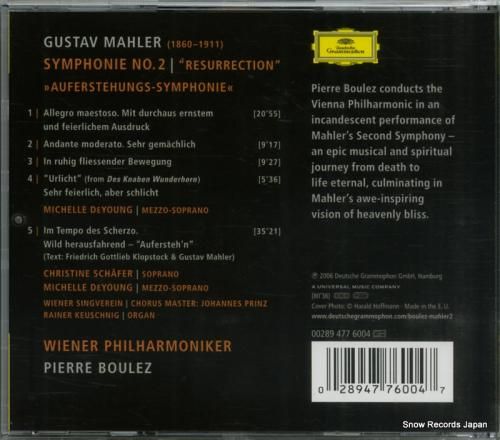 GUSTAV MAHLER (1860–1911)
SYMPHONIE NO. 2 | "RESURRECTION"
»AUFERSTEHUNGS-SYMPHONIE«
1 | Allegro maestoso. Mit durchaus ernstem [20'55]
und feierlichem Ausdruck
2 | Andante moderato. Sehr gemächlich [9'17]
3 | In ruhig fliessender Bewegung [9'27]
4 | "Urlicht" (from Des Knaben Wunderhorn) [5'36]
Sehr feierlich, aber schlicht
MICHELLE DeYOUNG | MEZZO-SOPRANO
5 | Im Tempo des Scherzo. [35'21]
Wild herausfahrend – "Aufersteh'n"
(Text: Friedrich Gottlieb Klopstock & Gustav Mahler)
CHRISTINE SCHÄFER | SOPRANO
MICHELLE DeYOUNG | MEZZO-SOPRANO
WIENER SINGVEREIN | CHORUS MASTER: JOHANNES PRINZ
RAINER KEUSCHNIG | ORGAN
WIENER PHILHARMONIKER
PIERRE BOULEZ
Deutsche
Grammophon
Pierre Boulez conducts the
Vienna Philharmonic in an
incandescent performance of
Mahler's Second Symphony –
an epic musical and spiritual
journey from death to
life eternal, culminating in
Mahler's awe-inspiring
vision of heavenly bliss.
℗ 2006 Deutsche Grammophon GmbH, Hamburg
A UNIVERSAL MUSIC COMPANY
Cover Photo: © Harald Hoffmann · Made in the E. U.
www.deutschegrammophon.com/boulez-mahler2
00289 477 6004
0 28947 76004 7
Snow Records Japan